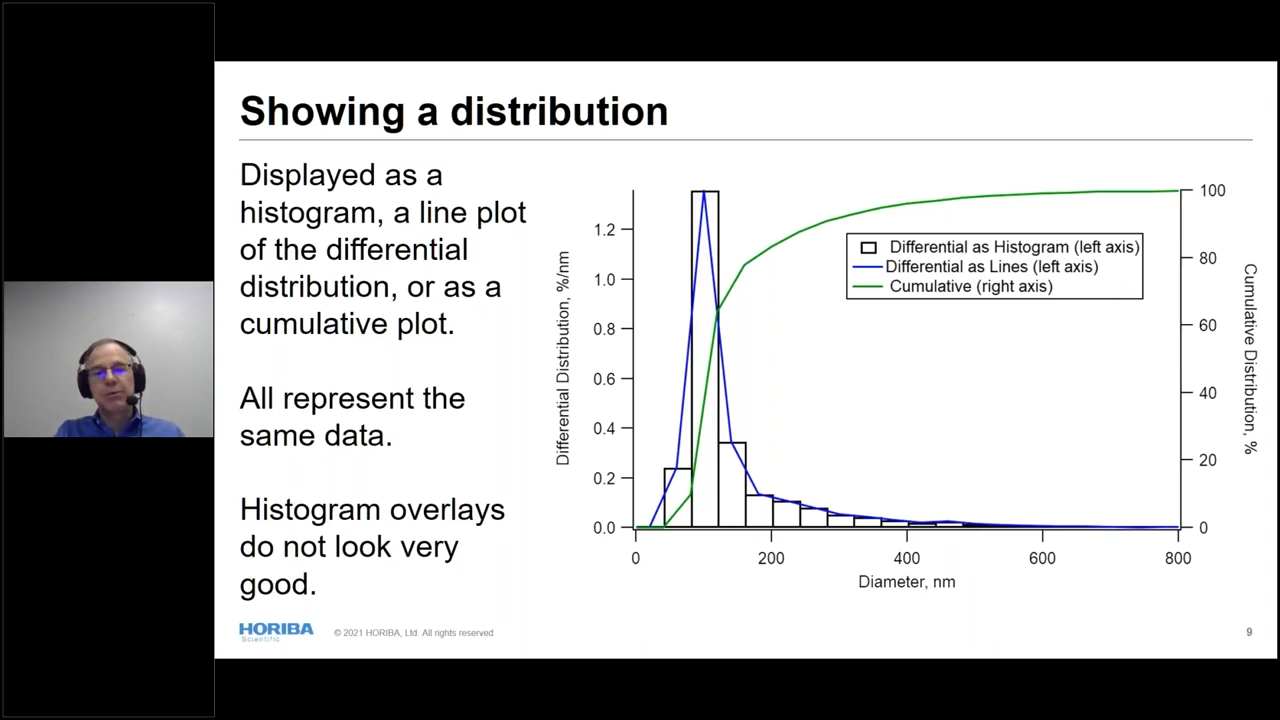 Showing a distribution
Displayed as a
histogram, a line plot
of the differential
distribution, or as a
cumulative plot.
All represent the
same data.
Histogram overlays
do not look very
good.
Differential Distribution, %/nm
1.2
1.0
0.8
0.6
0.4
0.2
0.0
0 200 400 600 800
Diameter, nm
Differential as Histogram (left axis)
Differential as Lines (left axis)
Cumulative (right axis)
100
80
60
40
20
0
Cumulative Distribution, %
HORIBA
Scientific
© 2021 HORIBA, Ltd. All rights reserved.
9